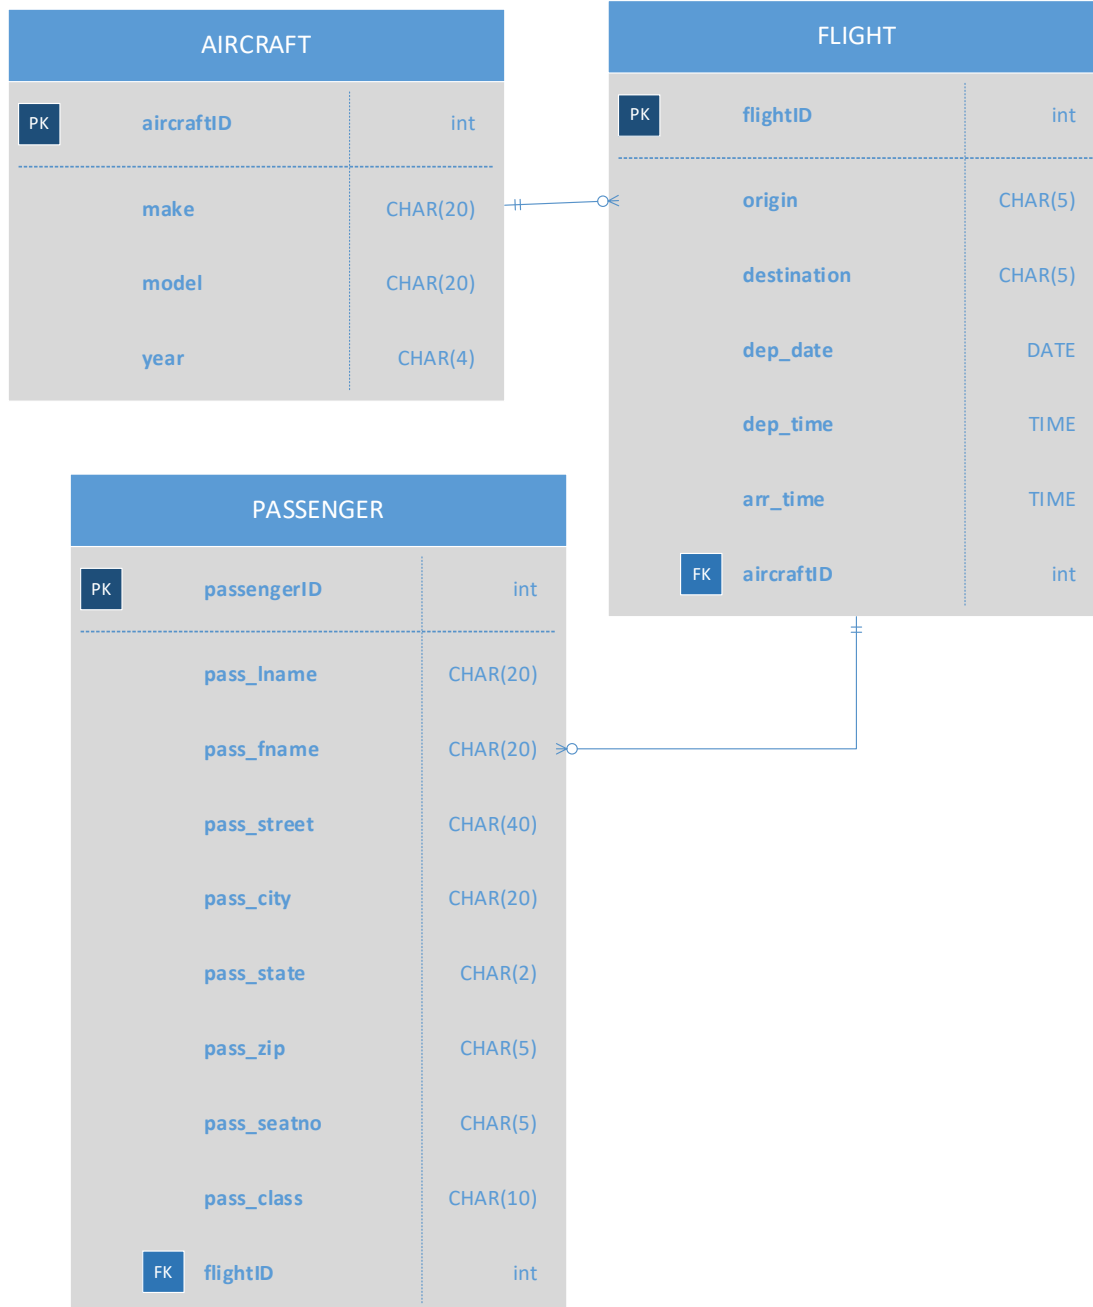 AIRCRAFT
PK aircraftID int
make CHAR(20)
model CHAR(20)
year CHAR(4)
FLIGHT
PK flightID int
origin CHAR(5)
destination CHAR(5)
dep_date DATE
dep_time TIME
arr_time TIME
FK aircraftID int
PASSENGER
PK passengerID int
pass_lname CHAR(20)
pass_fname CHAR(20)
pass_street CHAR(40)
pass_city CHAR(20)
pass_state CHAR(2)
pass_zip CHAR(5)
pass_seatno CHAR(5)
pass_class CHAR(10)
FK flightID int